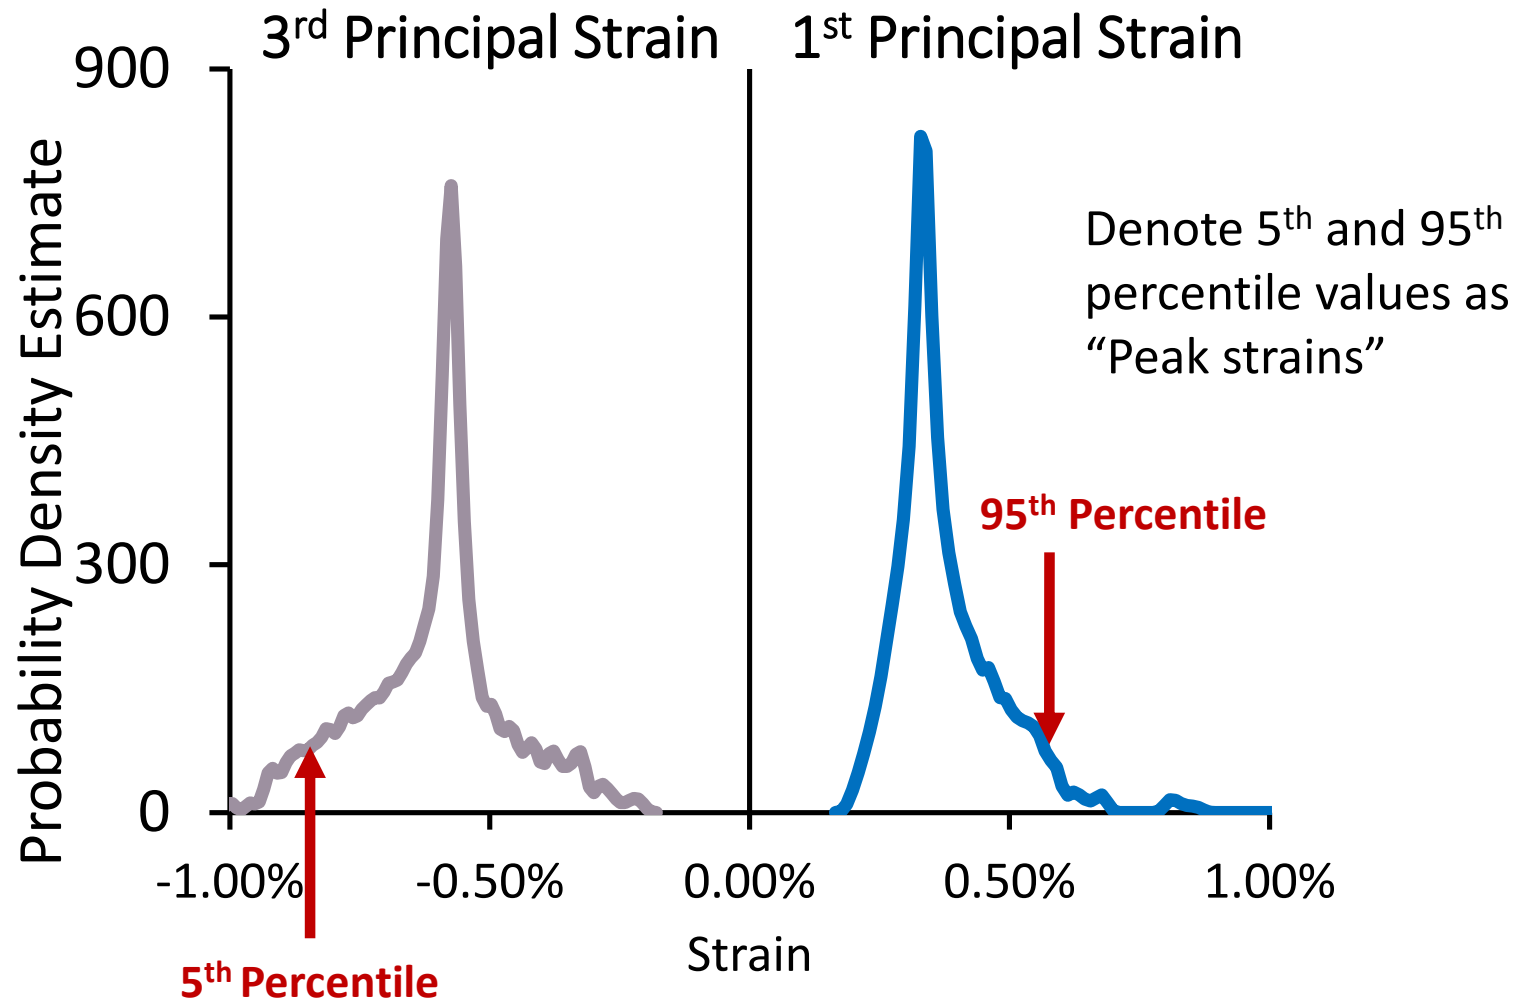 3rd Principal Strain
1st Principal Strain
Probability Density Estimate
900
600
300
0
Denote 5th and 95th
percentile values as
“Peak strains”
95th Percentile
-1.00%
-0.50%
0.00%
0.50%
1.00%
Strain
5th Percentile